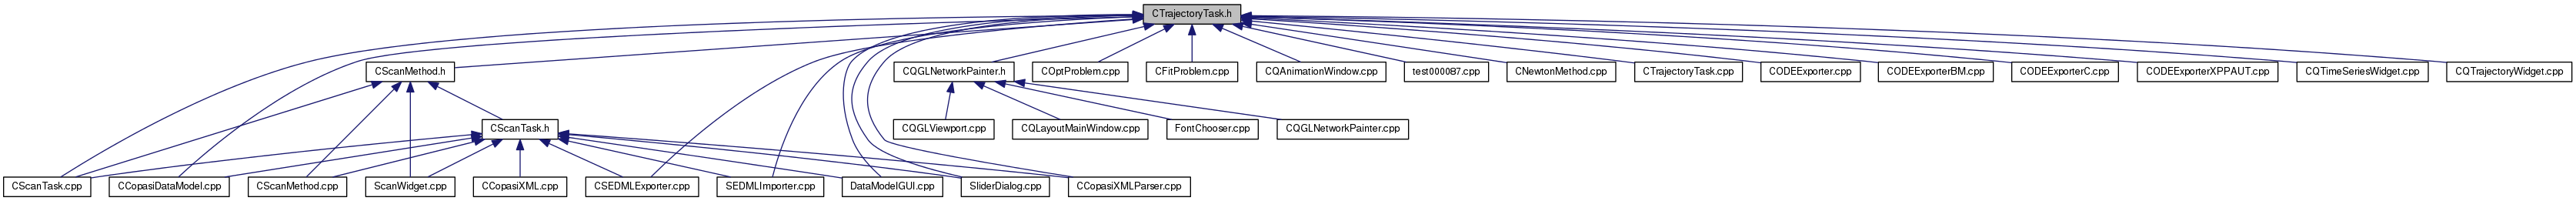 CTrajectoryTask.h
CScanMethod.h
CQGLNetworkPainter.h
COptProblem.cpp
CFitProblem.cpp
CQAnimationWindow.cpp
test000087.cpp
CNewtonMethod.cpp
CTrajectoryTask.cpp
CODEExporter.cpp
CODEExporterBM.cpp
CODEExporterC.cpp
CODEExporterXPPAUT.cpp
CQTimeSeriesWidget.cpp
CQTrajectoryWidget.cpp
CScanTask.h
CQGLViewport.cpp
CQLayoutMainWindow.cpp
FontChooser.cpp
CQGLNetworkPainter.cpp
CScanTask.cpp
CCopasiDataModel.cpp
CScanMethod.cpp
ScanWidget.cpp
CCopasiXML.cpp
CSEDMLExporter.cpp
SEDMLImporter.cpp
DataModelGUI.cpp
SliderDialog.cpp
CCopasiXMLParser.cpp